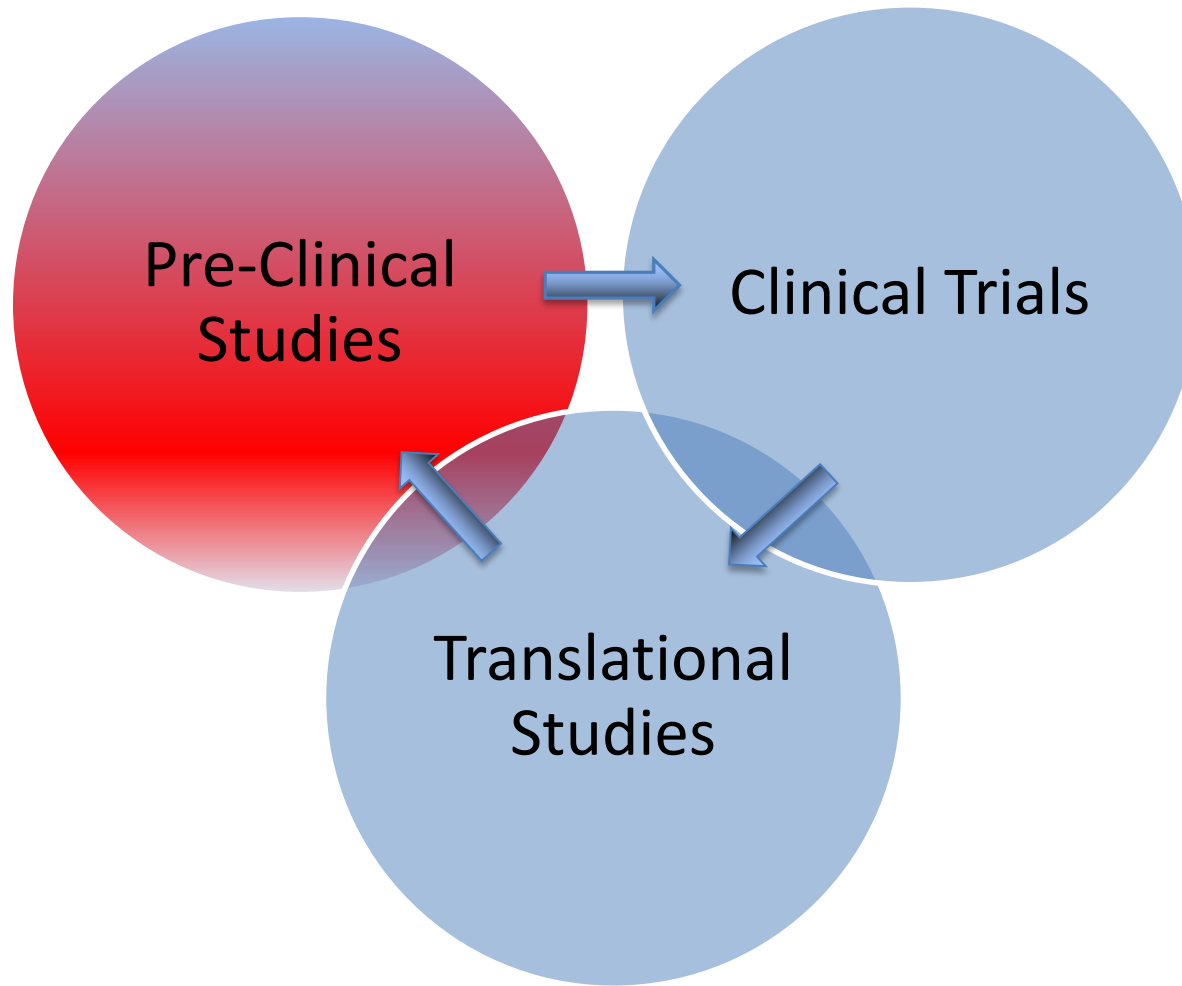 Pre-Clinical
Studies
Clinical Trials
Translational
Studies